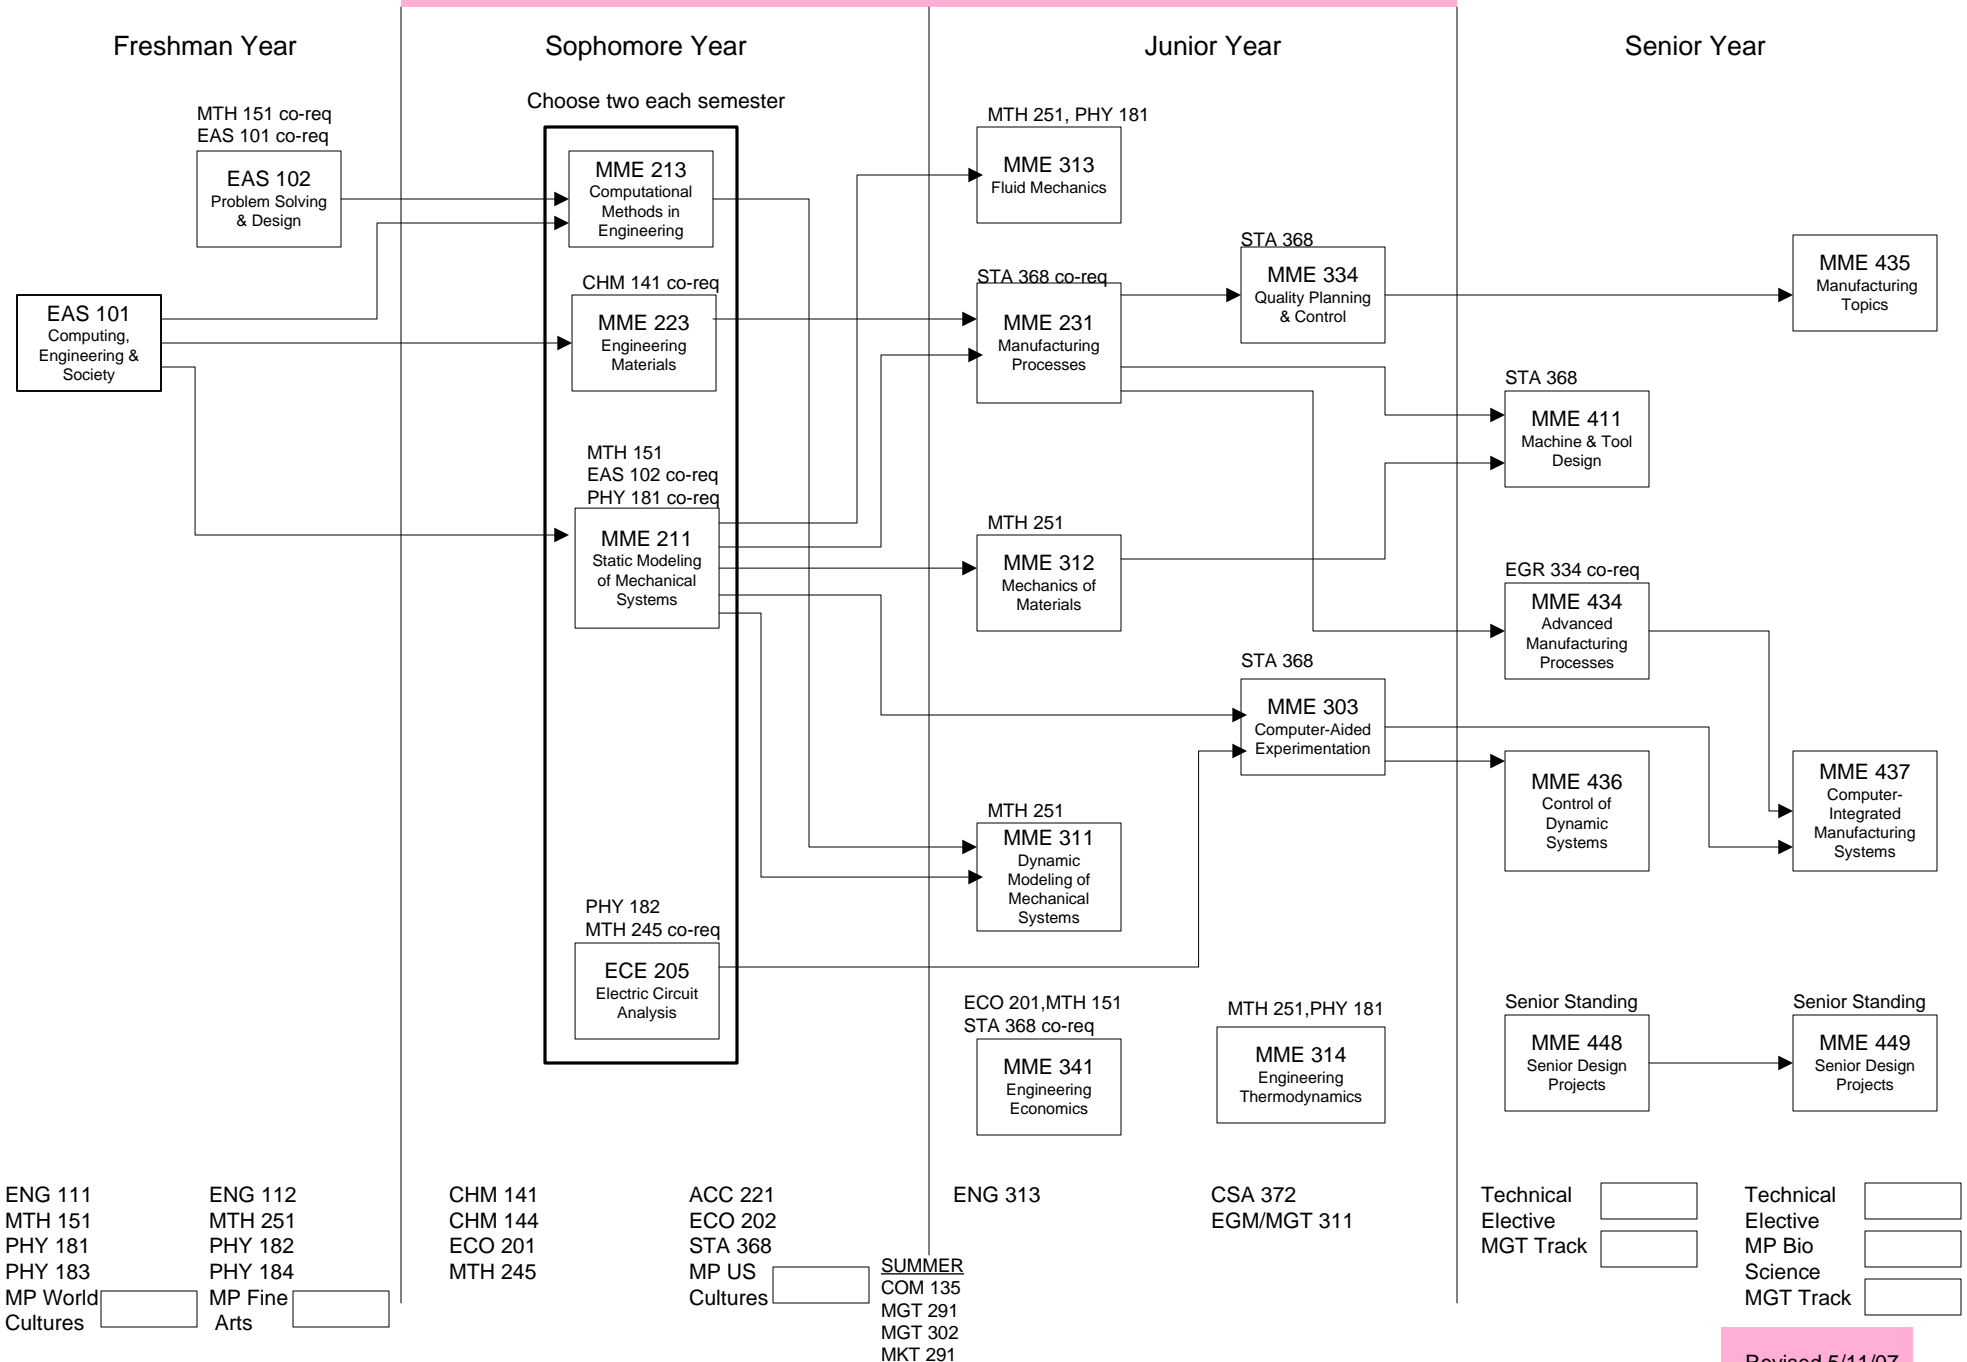 Freshman Year
Sophomore Year
Junior Year
Senior Year
MTH 151 co-req
EAS 101 co-req
EAS 102
Problem Solving
& Design
EAS 101
Computing,
Engineering &
Society
Choose two each semester
MME 213
Computational
Methods in
Engineering
CHM 141 co-req
MME 223
Engineering
Materials
MTH 151
EAS 102 co-req
PHY 181 co-req
MME 211
Static Modeling
of Mechanical
Systems
PHY 182
MTH 245 co-req
ECE 205
Electric Circuit
Analysis
MTH 251, PHY 181
MME 313
Fluid Mechanics
STA 368 co-req
MME 231
Manufacturing
Processes
MTH 251
MME 312
Mechanics of
Materials
MTH 251
MME 311
Dynamic
Modeling of
Mechanical
Systems
ECO 201,MTH 151
STA 368 co-req
MME 341
Engineering
Economics
STA 368
MME 334
Quality Planning
& Control
STA 368
MME 303
Computer-Aided
Experimentation
MTH 251,PHY 181
MME 314
Engineering
Thermodynamics
STA 368
MME 411
Machine & Tool
Design
EGR 334 co-req
MME 434
Advanced
Manufacturing
Processes
MME 436
Control of
Dynamic
Systems
Senior Standing
MME 448
Senior Design
Projects
MME 435
Manufacturing
Topics
MME 437
Computer-
Integrated
Manufacturing
Systems
Senior Standing
MME 449
Senior Design
Projects
ENG 111
MTH 151
PHY 181
PHY 183
MP World
Cultures
ENG 112
MTH 251
PHY 182
PHY 184
MP Fine
Arts
CHM 141
CHM 144
ECO 201
MTH 245
ACC 221
ECO 202
STA 368
MP US
Cultures
SUMMER
COM 135
MGT 291
MGT 302
MKT 291
ENG 313
CSA 372
EGM/MGT 311
Technical
Elective
MGT Track
Technical
Elective
MP Bio
Science
MGT Track
Revised 5/11/07